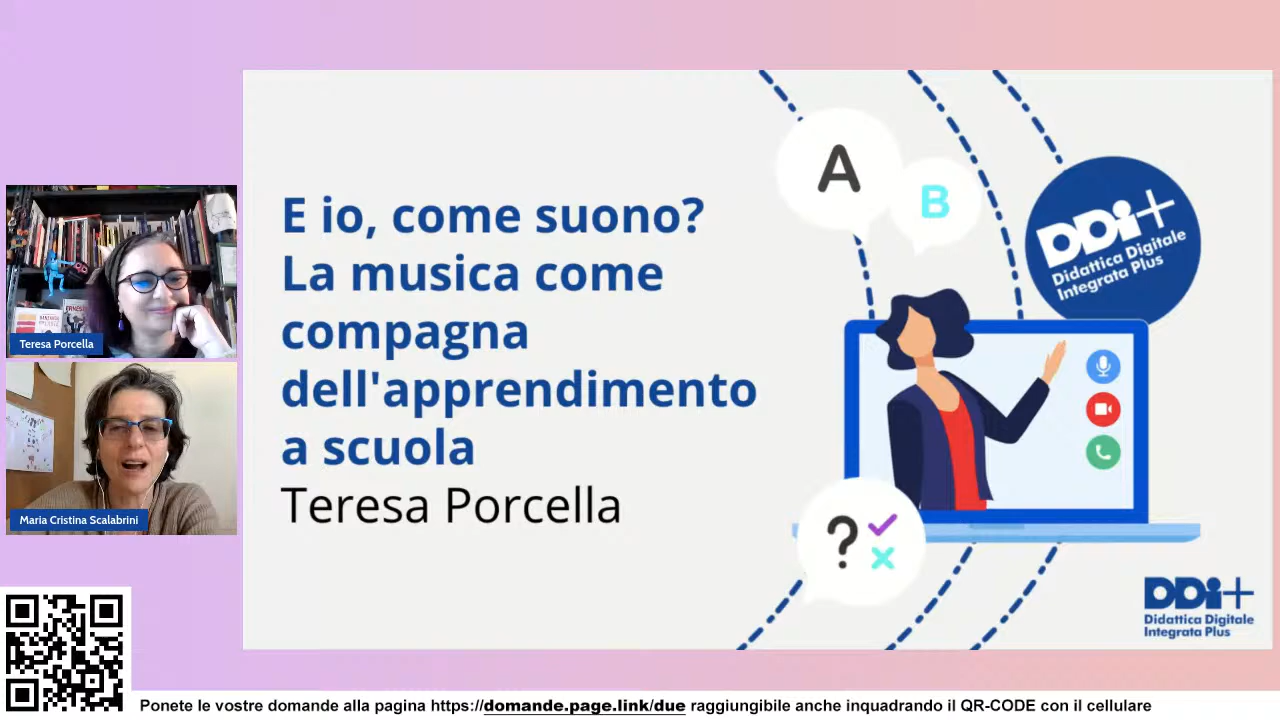 E io, come suono?
La musica come
compagna
dell'apprendimento
a scuola
Teresa Porcella
A
B
DDi+
Didattica Digitale
Integrata Plus
?
Teresa Porcella
Maria Cristina Scalabrini
DDi+
Didattica Digitale
Integrata Plus
Ponete le vostre domande alla pagina https://domande.page.link/due raggiungibile anche inquadrando il QR-CODE con il cellulare